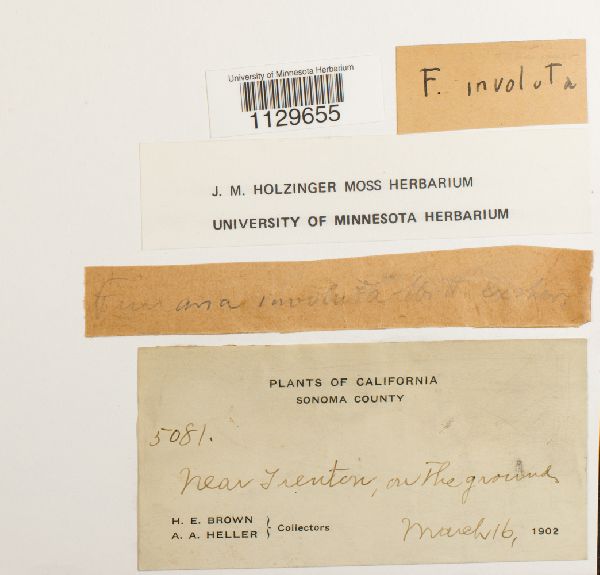 University of Minnesota Herbarium
1129655
F. involuta
J. M. HOLZINGER MOSS HERBARIUM
UNIVERSITY OF MINNESOTA HERBARIUM
involuta
PLANTS OF CALIFORNIA
SONOMA COUNTY
5081.
Near Trenton, on the ground
H. E. BROWN
A. A. HELLER } Collectors
March 16, 1902